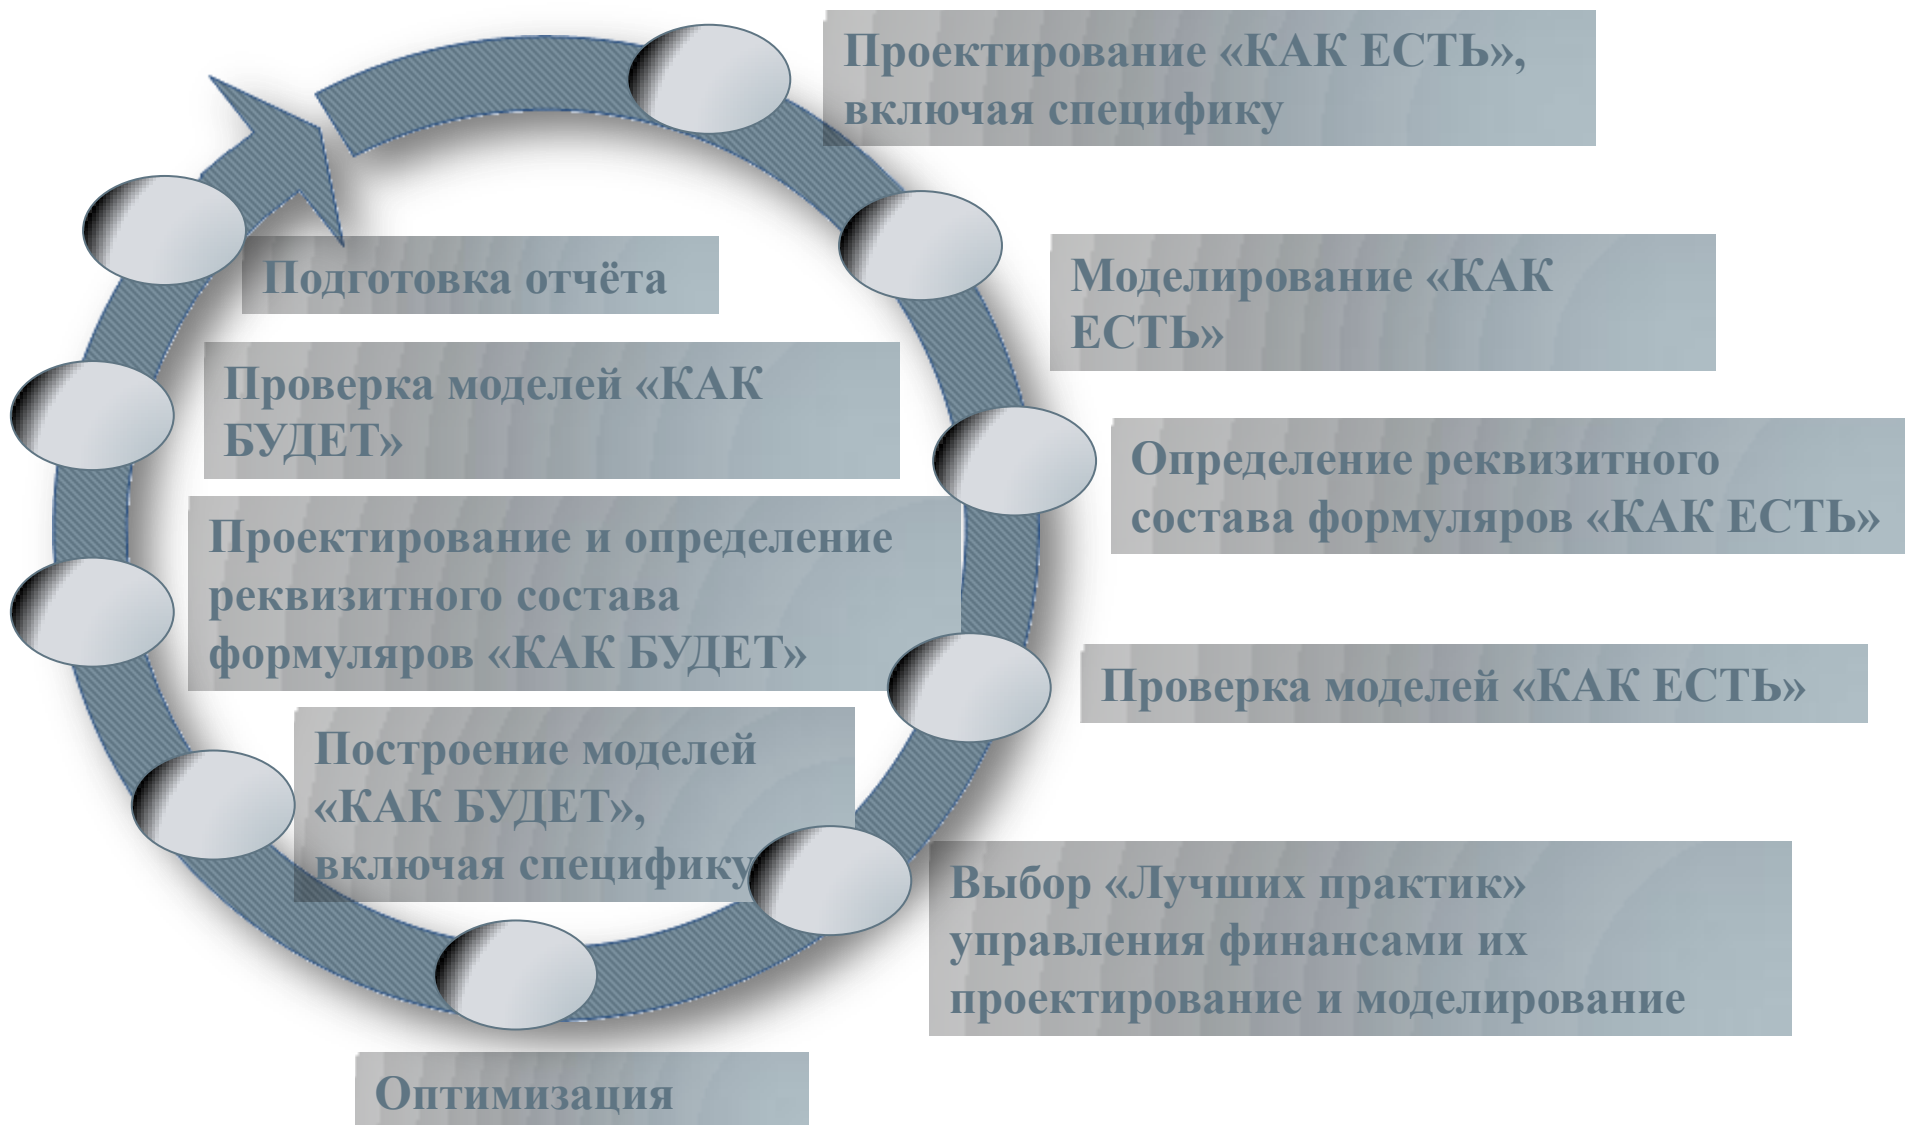 Проектирование «КАК ЕСТЬ»,
включая специфику
Моделирование «КАК
ЕСТЬ»
Определение реквизитного
состава формуляров «КАК ЕСТЬ»
Проверка моделей «КАК ЕСТЬ»
Выбор «Лучших практик»
управления финансами их
проектирование и моделирование
Оптимизация
Построение моделей
«КАК БУДЕТ»,
включая специфику
Проектирование и определение
реквизитного состава
формуляров «КАК БУДЕТ»
Проверка моделей «КАК
БУДЕТ»
Подготовка отчёта